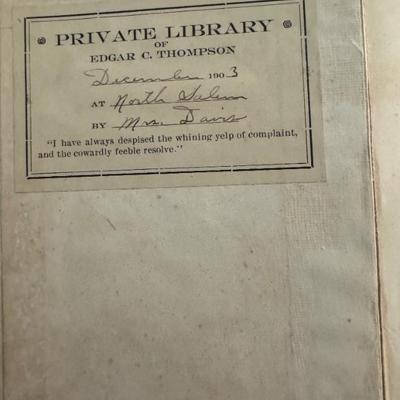 PRIVATE LIBRARY
OF
EDGAR C. THOMPSON
December 1903
AT North Salem
BY Mrs. Davis
"I have always despised the whining yelp of complaint,
and the cowardly feeble resolve."